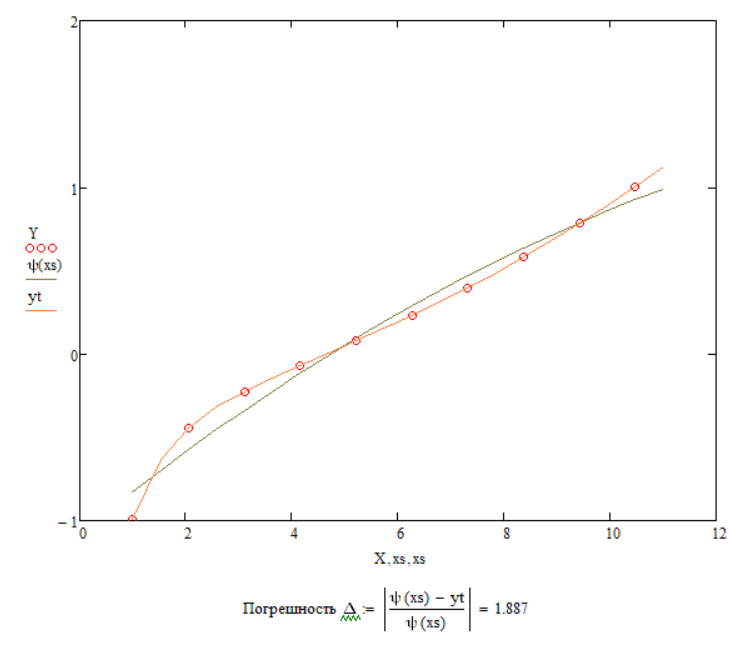 2
1
0
−1
Y
ψ(xs)
yt
0 2 4 6 8 10 12
X,xs,xs
Погрешность Δ := |(ψ(xs) − yt) / ψ(xs)| = 1.887